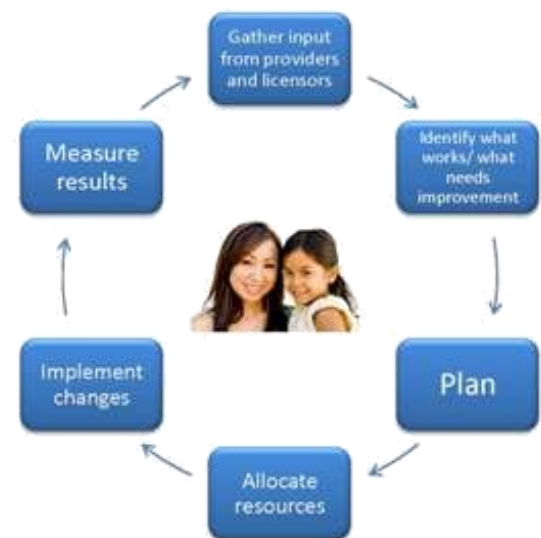 Gather input
from providers
and licensors
Identify what
works/ what
needs
improvement
Plan
Allocate
resources
Implement
changes
Measure
results